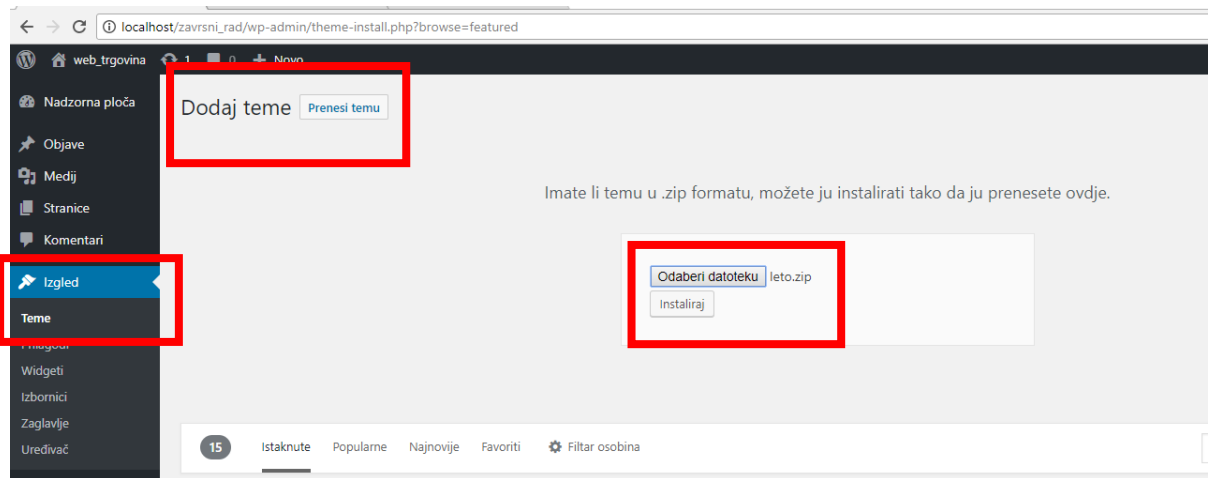 localhost/zavrsni_rad/wp-admin/theme-install.php?browse=featured
web_trgovina 1 0 + Novo
Nadzorna ploča
Objave
Medij
Stranice
Komentari
Izgled
Teme
Prilagodi
Widgeti
Izbornici
Zaglavlje
Uređivač
Dodaj teme Prenesi temu
Imate li temu u .zip formatu, možete ju instalirati tako da ju prenesete ovdje.
Odaberi datoteku leto.zip
Instaliraj
15 Istaknute Popularne Najnovije Favoriti Filtar osobina